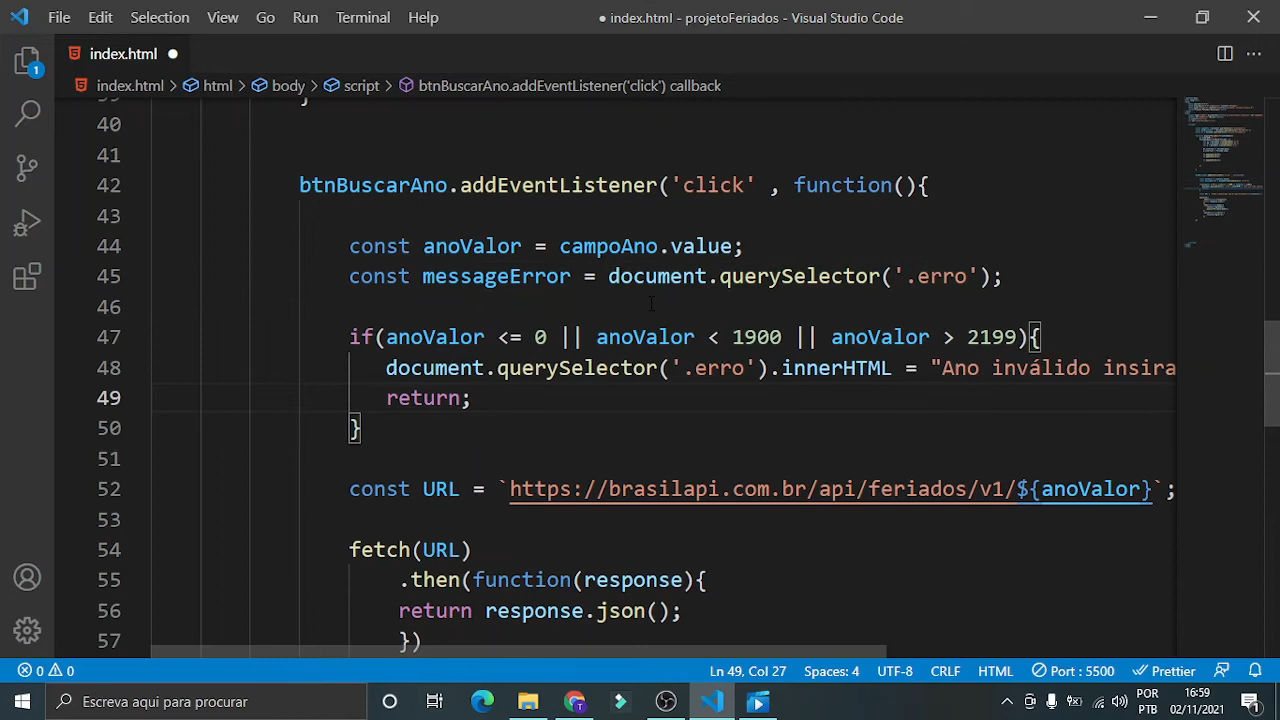 File Edit Selection View Go Run Terminal Help
● index.html - projetoFeriados - Visual Studio Code
index.html ●
index.html > html > body > script > btnBuscarAno.addEventListener('click') callback
1
39 }
40
41
42 btnBuscarAno.addEventListener('click' , function(){
43
44 const anoValor = campoAno.value;
45 const messageError = document.querySelector('.erro');
46
47 if(anoValor <= 0 || anoValor < 1900 || anoValor > 2199){
48 document.querySelector('.erro').innerHTML = "Ano inválido insira
49 return;
50 }
51
52 const URL = `https://brasilapi.com.br/api/feriados/v1/${anoValor}`;
53
54 fetch(URL)
55 .then(function(response){
56 return response.json();
57 })
0 0 Ln 49, Col 27 Spaces: 4 UTF-8 CRLF HTML Port : 5500 Prettier
Escreva aqui para procurar
POR 16:59
PTB 02/11/2021
1